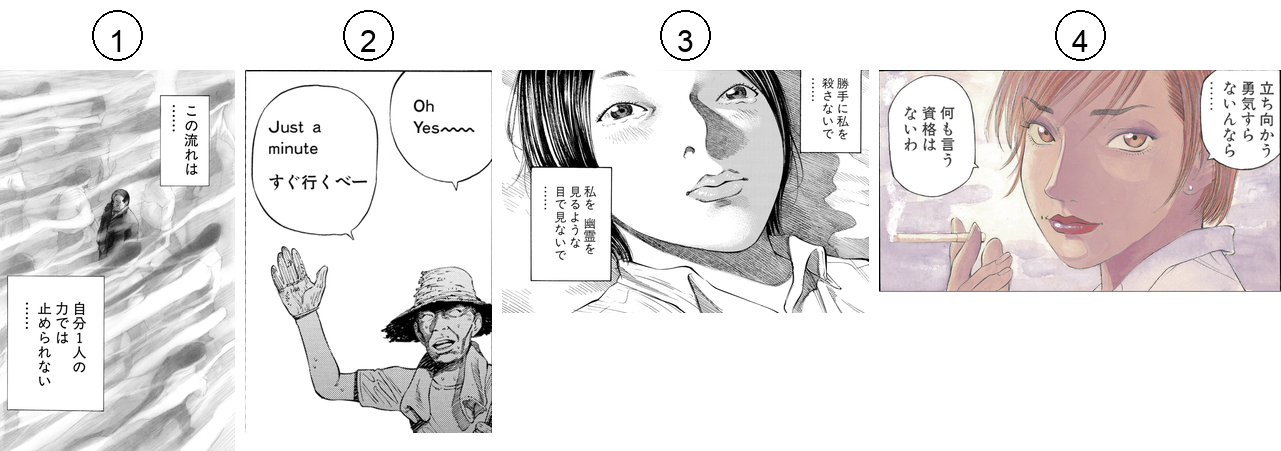 1
この流れは
……
自分1人の
力では
止められない
……
2
Oh
Yes〜〜
Just a
minute
すぐ行くべー
3
勝手に私を
殺さないで
……
私を 幽霊を
見るような
目で見ないで
……
4
立ち向かう
勇気すら
ないんなら
……
何も言う
資格は
ないわ